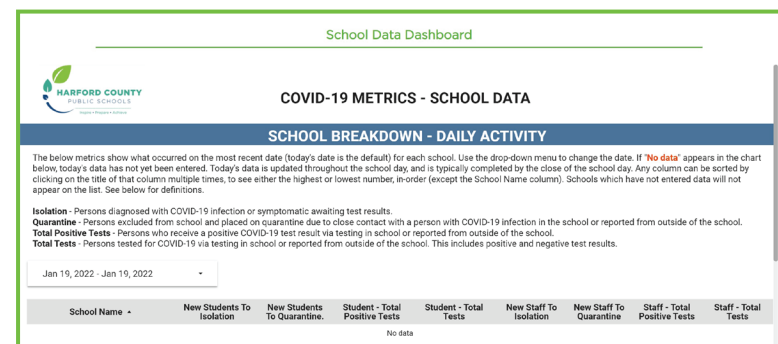 School Data Dashboard
HARFORD COUNTY
PUBLIC SCHOOLS
Inspire • Prepare • Achieve
COVID-19 METRICS - SCHOOL DATA
SCHOOL BREAKDOWN - DAILY ACTIVITY
The below metrics show what occurred on the most recent date (today's date is the default) for each school. Use the drop-down menu to change the date. If "No data" appears in the chart
below, today's data has not yet been entered. Today's data is updated throughout the school day, and is typically completed by the close of the school day. Any column can be sorted by
clicking on the title of that column multiple times, to see either the highest or lowest number, in-order (except the School Name column). Schools which have not entered data will not
appear on the list. See below for definitions.
Isolation - Persons diagnosed with COVID-19 infection or symptomatic awaiting test results.
Quarantine - Persons excluded from school and placed on quarantine due to close contact with a person with COVID-19 infection in the school or reported from outside of the school.
Total Positive Tests - Persons who receive a positive COVID-19 test result via testing in school or reported from outside of the school.
Total Tests - Persons tested for COVID-19 via testing in school or reported from outside of the school. This includes positive and negative test results.
Jan 19, 2022 - Jan 19, 2022
School Name
New Students To
Isolation
New Students
To Quarantine.
Student - Total
Positive Tests
Student - Total
Tests
New Staff To
Isolation
New Staff To
Quarantine
Staff - Total
Positive Tests
Staff - Total
Tests
No data